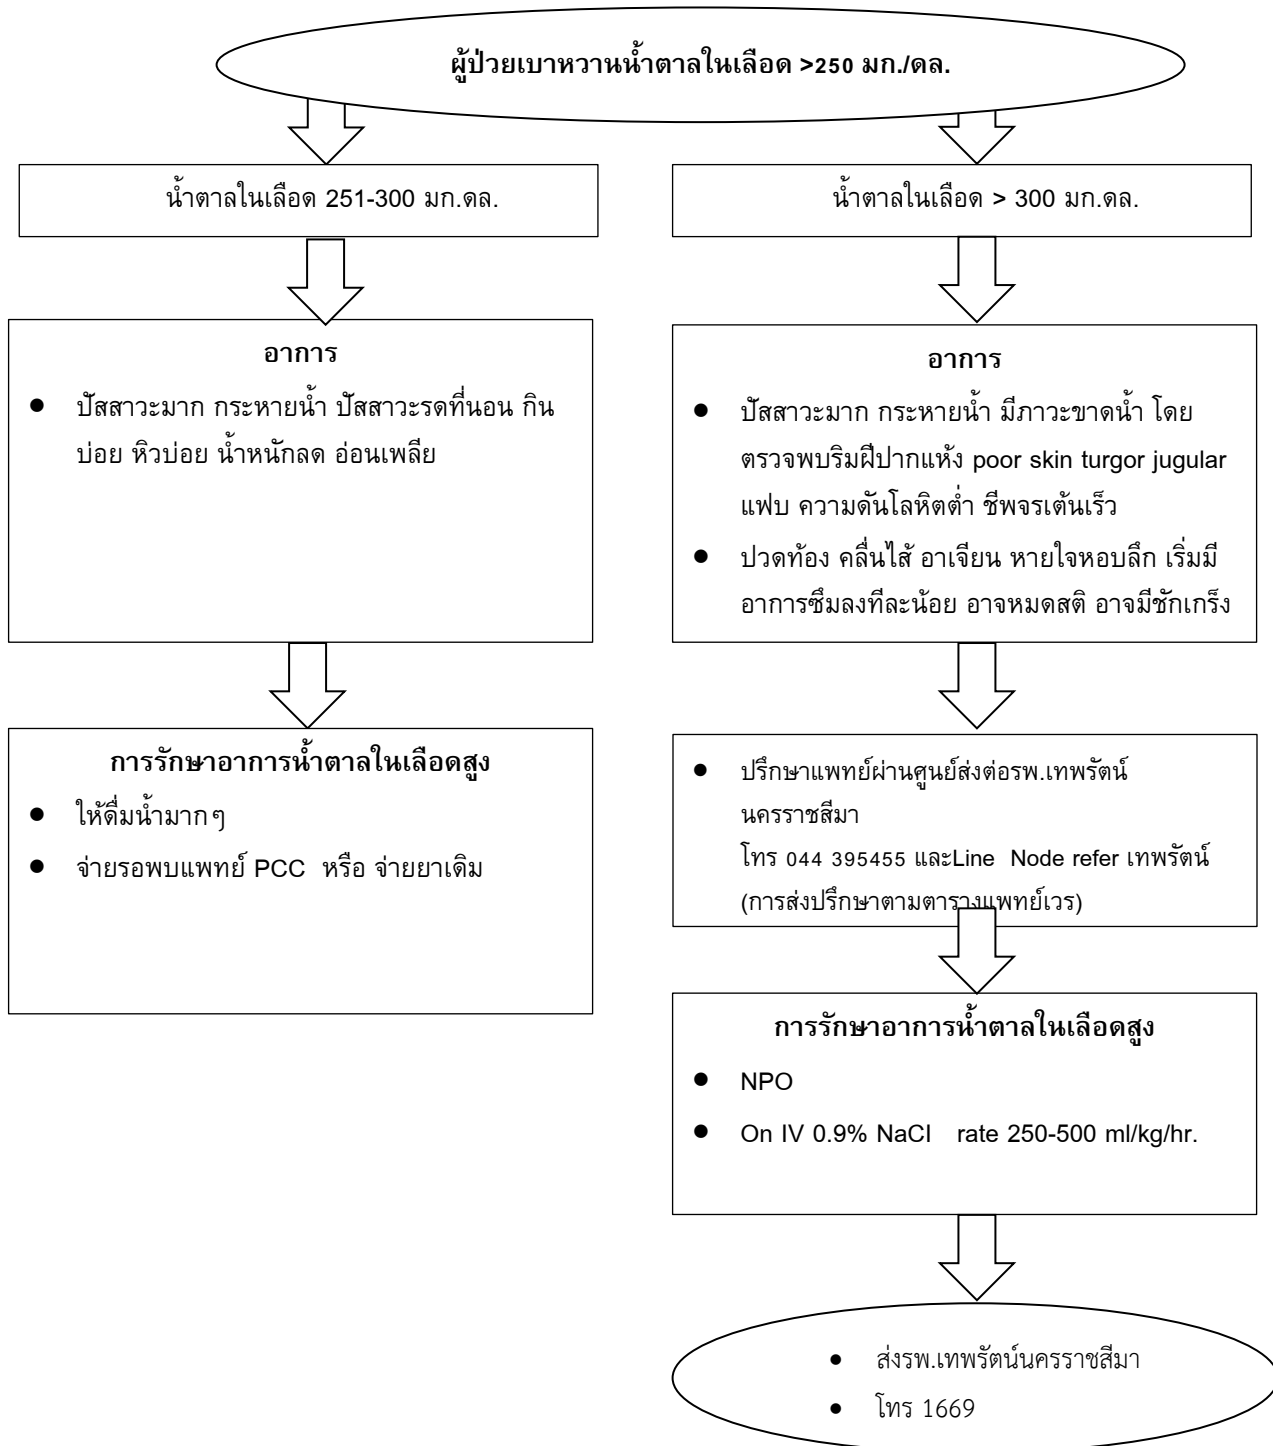 ผู้ป่วยเบาหวานน้ำตาลในเลือด >250 มก./ดล.
น้ำตาลในเลือด 251-300 มก.ดล.
อาการ
● ปัสสาวะมาก กระหายน้ำ ปัสสาวะรดที่นอน กิน
บ่อย หิวบ่อย น้ำหนักลด อ่อนเพลีย
การรักษาอาการน้ำตาลในเลือดสูง
● ให้ดื่มน้ำมากๆ
● จ่ายรอพบแพทย์ PCC หรือ จ่ายยาเดิม
น้ำตาลในเลือด > 300 มก.ดล.
อาการ
● ปัสสาวะมาก กระหายน้ำ มีภาวะขาดน้ำ โดย
ตรวจพบริมฝีปากแห้ง poor skin turgor jugular
แฟบ ความดันโลหิตต่ำ ชีพจรเต้นเร็ว
● ปวดท้อง คลื่นไส้ อาเจียน หายใจหอบลึก เริ่มมี
อาการซึมลงทีละน้อย อาจหมดสติ อาจมีชักเกร็ง
● ปรึกษาแพทย์ผ่านศูนย์ส่งต่อรพ.เทพรัตน์
นครราชสีมา
โทร 044 395455 และLine Node refer เทพรัตน์
(การส่งปรึกษาตามตารางแพทย์เวร)
การรักษาอาการน้ำตาลในเลือดสูง
● NPO
● On IV 0.9% NaCI rate 250-500 ml/kg/hr.
● ส่งรพ.เทพรัตน์นครราชสีมา
● โทร 1669